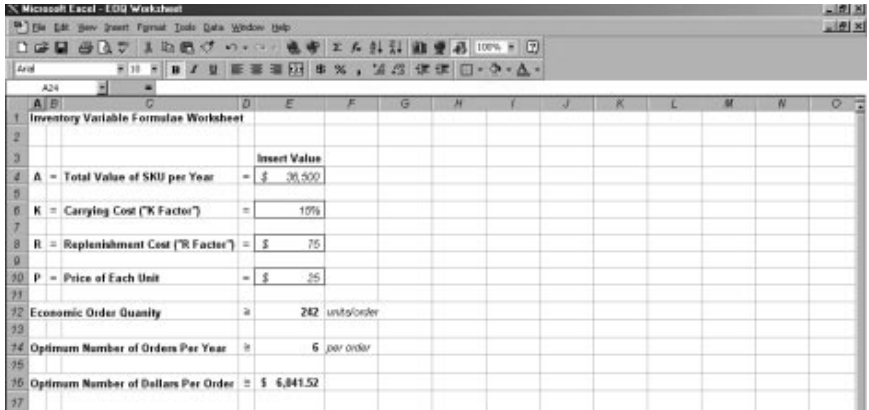 Microsoft Excel - EOQ Worksheet
File Edit View Insert Format Tools Data Window Help
100%
Arial 10 B I U $ % ,
A24 =
A B C D E F G H I J K L M N O
1 Inventory Variable Formulae Worksheet
2
3 Insert Value
4 A = Total Value of SKU per Year = $ 36,500
5
6 K = Carrying Cost ("K Factor") = 15%
7
8 R = Replenishment Cost ("R Factor") = $ 75
9
10 P = Price of Each Unit = $ 25
11
12 Economic Order Quanity ≅ 242 units/order
13
14 Optimum Number of Orders Per Year ≅ 6 per order
15
16 Optimum Number of Dollars Per Order ≅ $ 6,041.52
17